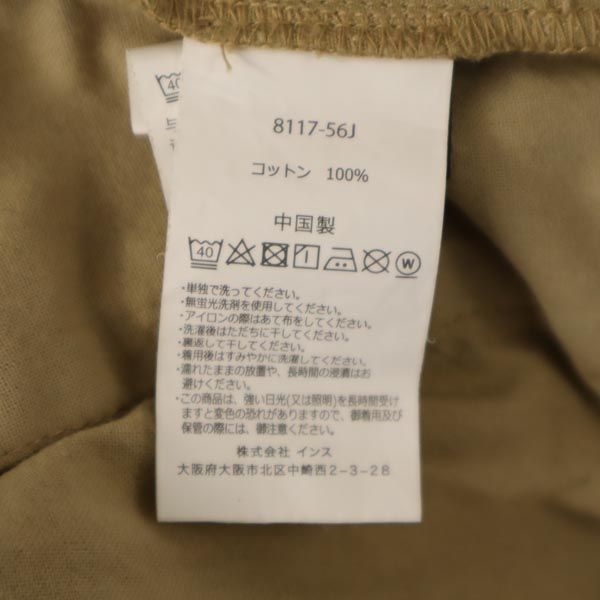 8117-56J
コットン 100%
中国製
40
40 W
・単独で洗ってください。
・無蛍光洗剤を使用してください。
・アイロンの際はあて布をしてください。
・洗濯後はただちに干してください。
・裏返して干してください。
・着用後はすみやかに洗濯してください。
・濡れたままの放置や、長時間の浸漬はお
避けください。
・この商品は、強い日光(又は照明)を長時間受け
ますと変色の恐れがありますので、御着用及び
保管の際には、御注意ください。
株式会社 インス
大阪府大阪市北区中崎西2-3-28